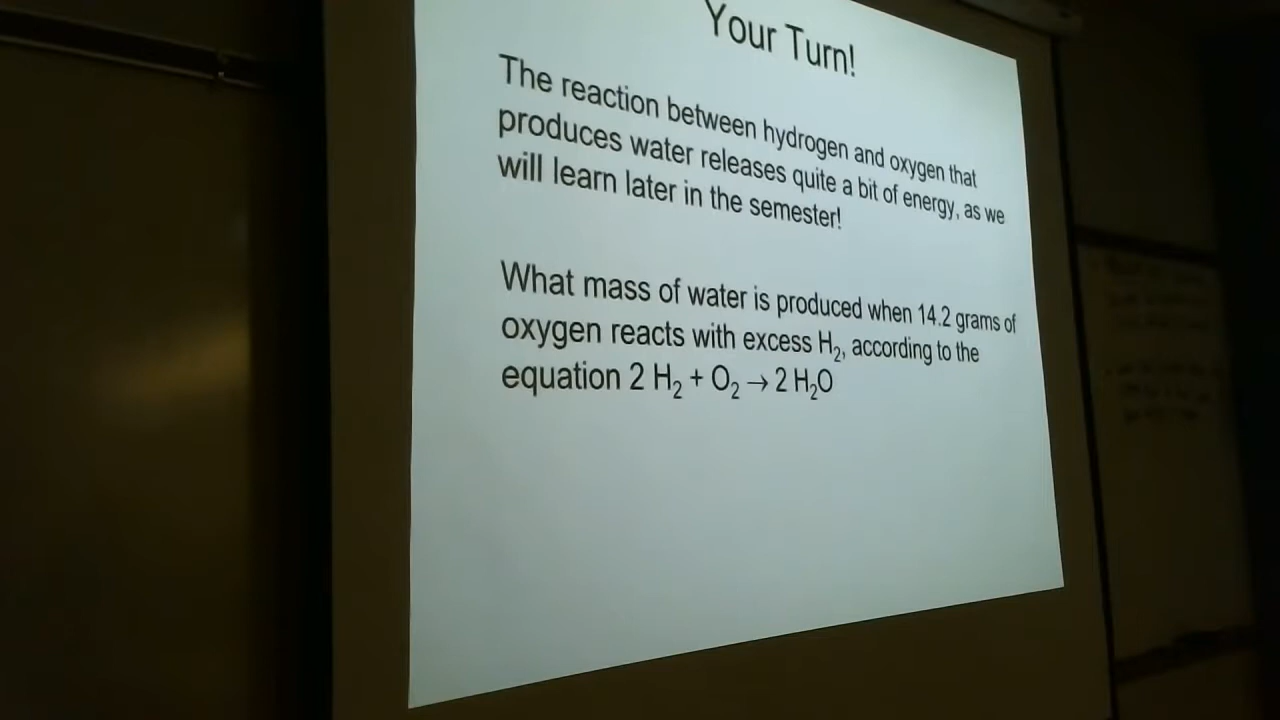 Your Turn!
The reaction between hydrogen and oxygen that
produces water releases quite a bit of energy, as we
will learn later in the semester!
What mass of water is produced when 14.2 grams of
oxygen reacts with excess H₂, according to the
equation 2 H₂ + O₂ → 2 H₂O